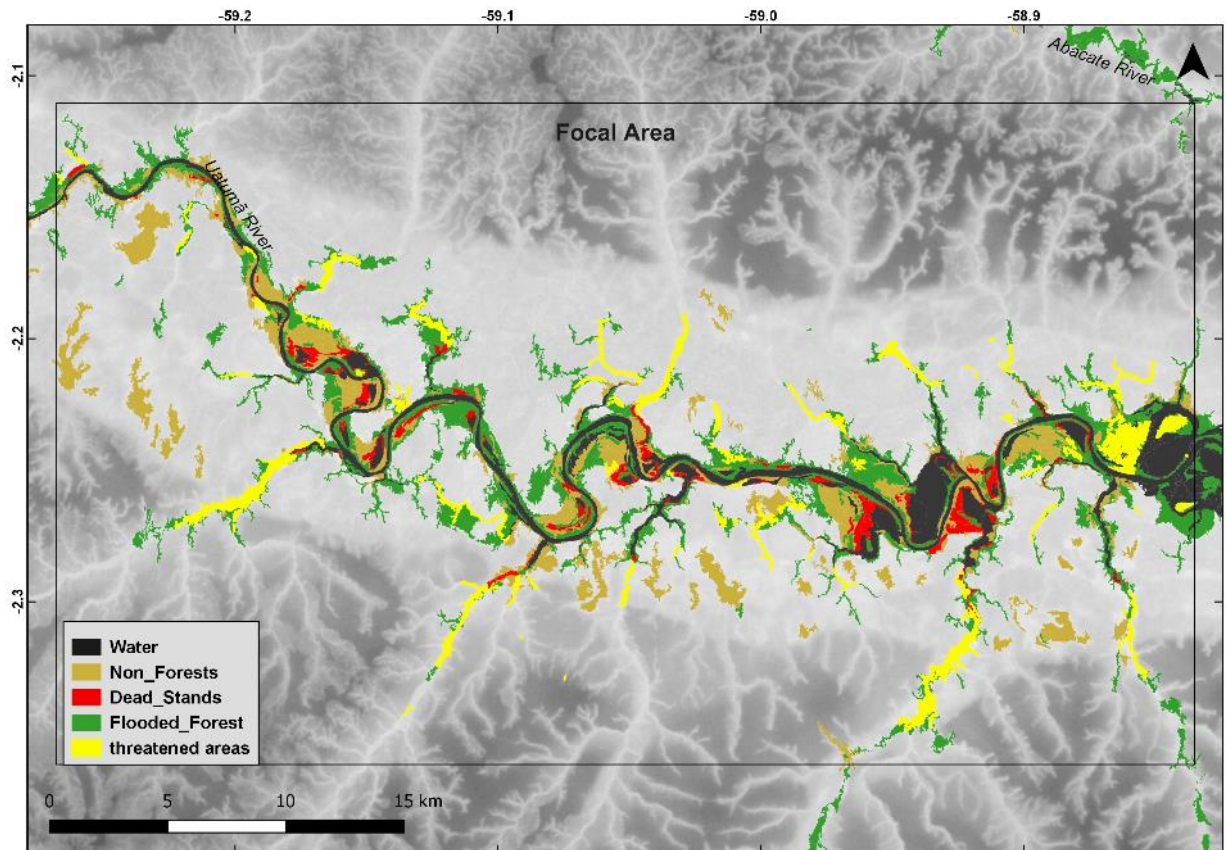 -59.2 -59.1 -59.0 -58.9
-2.1
Abacate River
Focal Area
Uatumã River
-2.2
-2.3
Water
Non_Forests
Dead_Stands
Flooded_Forest
threatened areas
0 5 10 15 km